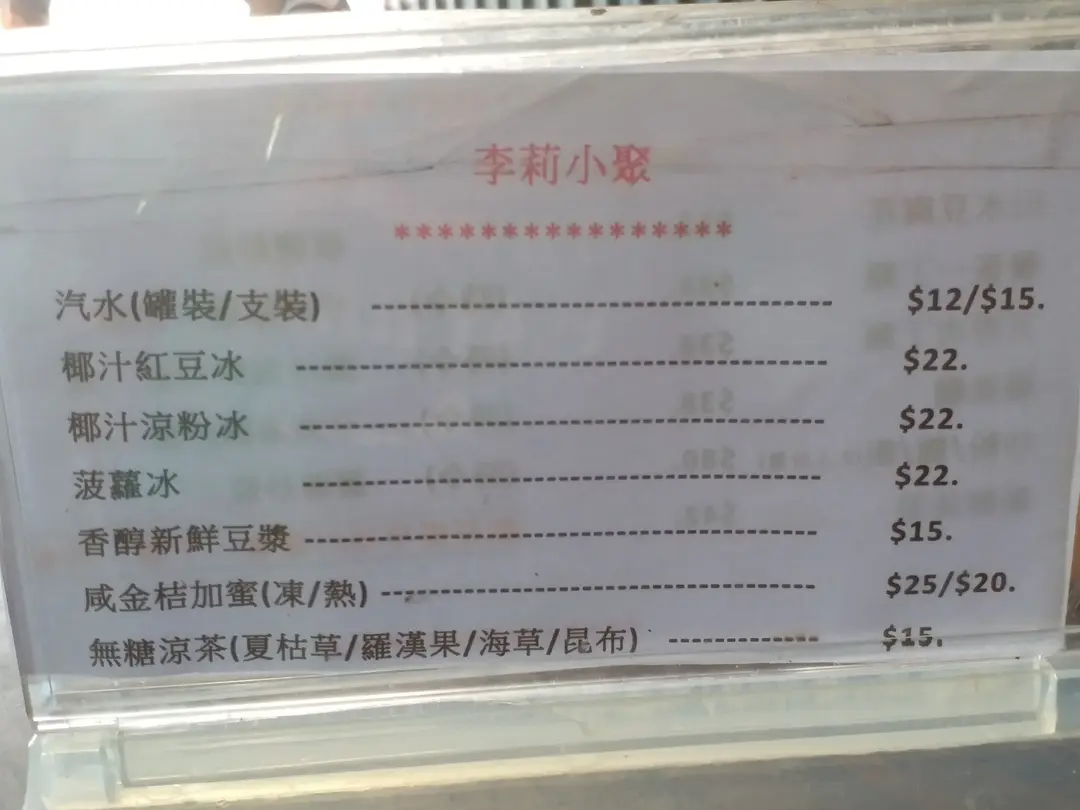 李莉小聚
****************
汽水(罐裝/支裝) -------------------------------------- $12/$15.
椰汁紅豆冰 -------------------------------------------- $22.
椰汁涼粉冰 -------------------------------------------- $22.
菠蘿冰 -------------------------------------------- $22.
香醇新鮮豆漿 -------------------------------------------- $15.
咸金桔加蜜(凍/熱) ------------------------------------ $25/$20.
無糖涼茶(夏枯草/羅漢果/海草/昆布) ------------ $15.